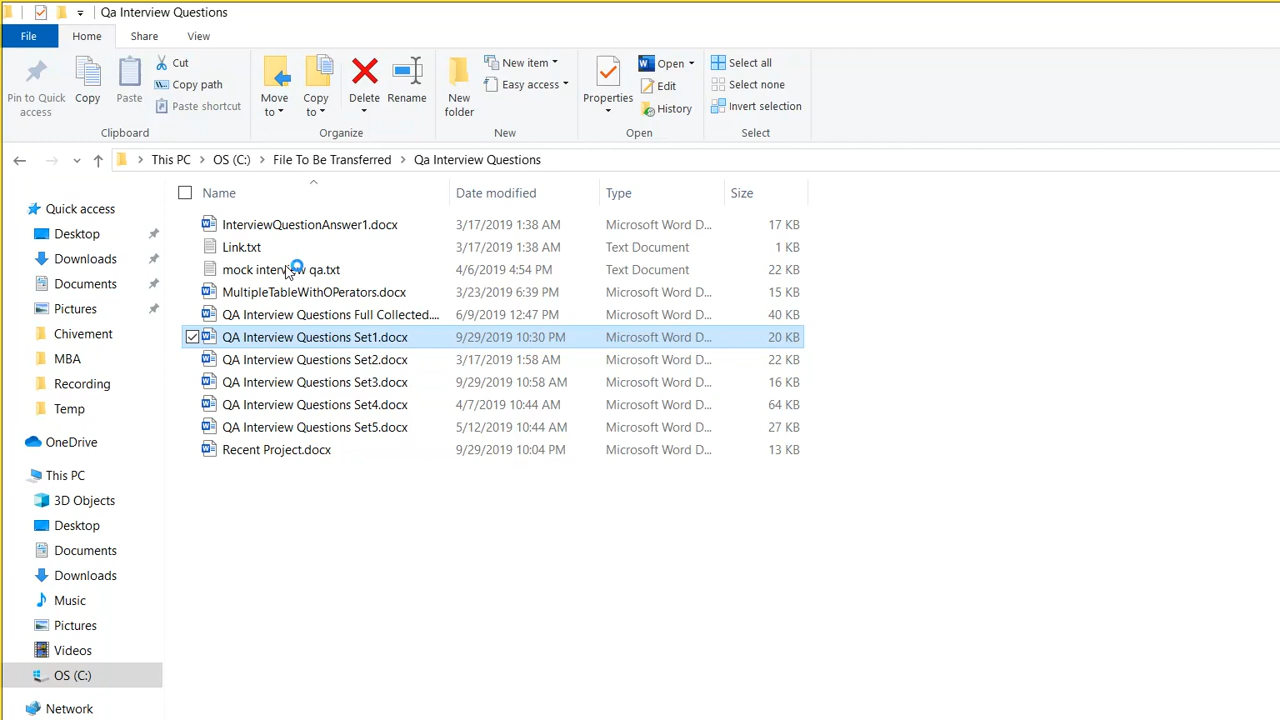 Qa Interview Questions
File Home Share View
Pin to Quick access
Copy
Paste
Cut
Copy path
Paste shortcut
Clipboard
Move to
Copy to
Delete
Rename
Organize
New folder
New item
Easy access
New
Properties
Open
Edit
History
Open
Select all
Select none
Invert selection
Select
This PC > OS (C:) > File To Be Transferred > Qa Interview Questions
Name Date modified Type Size
InterviewQuestionAnswer1.docx 3/17/2019 1:38 AM Microsoft Word D... 17 KB
Link.txt 3/17/2019 1:38 AM Text Document 1 KB
mock interview qa.txt 4/6/2019 4:54 PM Text Document 22 KB
MultipleTableWithOPerators.docx 3/23/2019 6:39 PM Microsoft Word D... 15 KB
QA Interview Questions Full Collected.... 6/9/2019 12:47 PM Microsoft Word D... 40 KB
QA Interview Questions Set1.docx 9/29/2019 10:30 PM Microsoft Word D... 20 KB
QA Interview Questions Set2.docx 3/17/2019 1:58 AM Microsoft Word D... 22 KB
QA Interview Questions Set3.docx 9/29/2019 10:58 AM Microsoft Word D... 16 KB
QA Interview Questions Set4.docx 4/7/2019 10:44 AM Microsoft Word D... 64 KB
QA Interview Questions Set5.docx 5/12/2019 10:44 AM Microsoft Word D... 27 KB
Recent Project.docx 9/29/2019 10:04 PM Microsoft Word D... 13 KB
Quick access
Desktop
Downloads
Documents
Pictures
Chivement
MBA
Recording
Temp
OneDrive
This PC
3D Objects
Desktop
Documents
Downloads
Music
Pictures
Videos
OS (C:)
Network